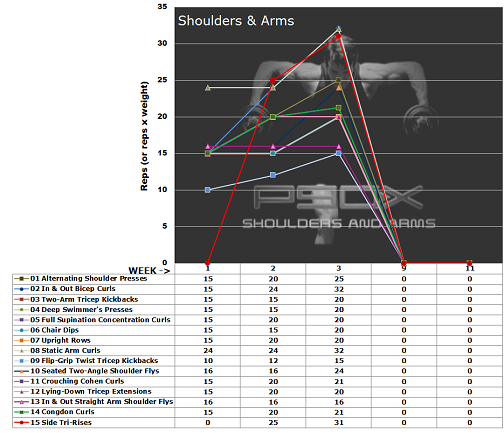 Shoulders & Arms
Reps (or reps x weight)
35
30
25
20
15
10
5
0
P90X
SHOULDERS AND ARMS
WEEK -> 1 2 3 9 11
01 Alternating Shoulder Presses 15 20 25 0 0
02 In & Out Bicep Curls 15 24 32 0 0
03 Two-Arm Tricep Kickbacks 15 15 20 0 0
04 Deep Swimmer's Presses 15 15 20 0 0
05 Full Supination Concentration Curls 15 20 20 0 0
06 Chair Dips 15 15 20 0 0
07 Upright Rows 15 20 20 0 0
08 Static Arm Curls 24 24 32 0 0
09 Flip-Grip Twist Tricep Kickbacks 10 12 15 0 0
10 Seated Two-Angle Shoulder Flys 16 16 24 0 0
11 Crouching Cohen Curls 15 20 21 0 0
12 Lying-Down Tricep Extensions 15 20 20 0 0
13 In & Out Straight Arm Shoulder Flys 16 16 16 0 0
14 Congdon Curls 15 20 21 0 0
15 Side Tri-Rises 0 25 31 0 0